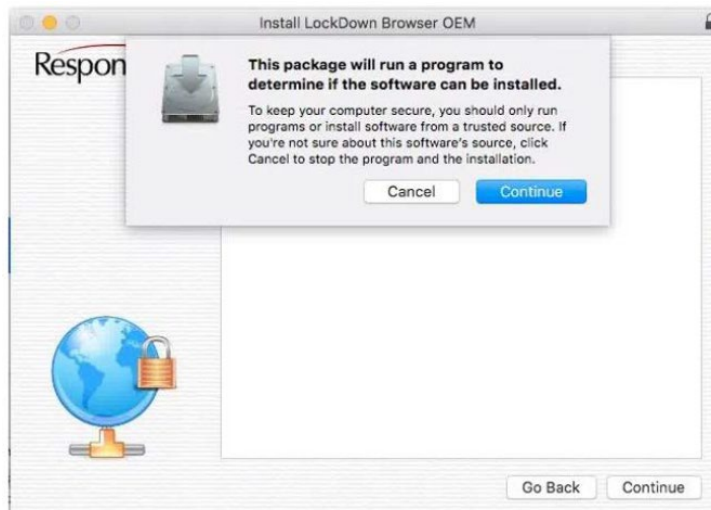 Install LockDown Browser OEM
Respon
This package will run a program to
determine if the software can be installed.
To keep your computer secure, you should only run
programs or install software from a trusted source. If
you're not sure about this software's source, click
Cancel to stop the program and the installation.
Cancel
Continue
Go Back
Continue